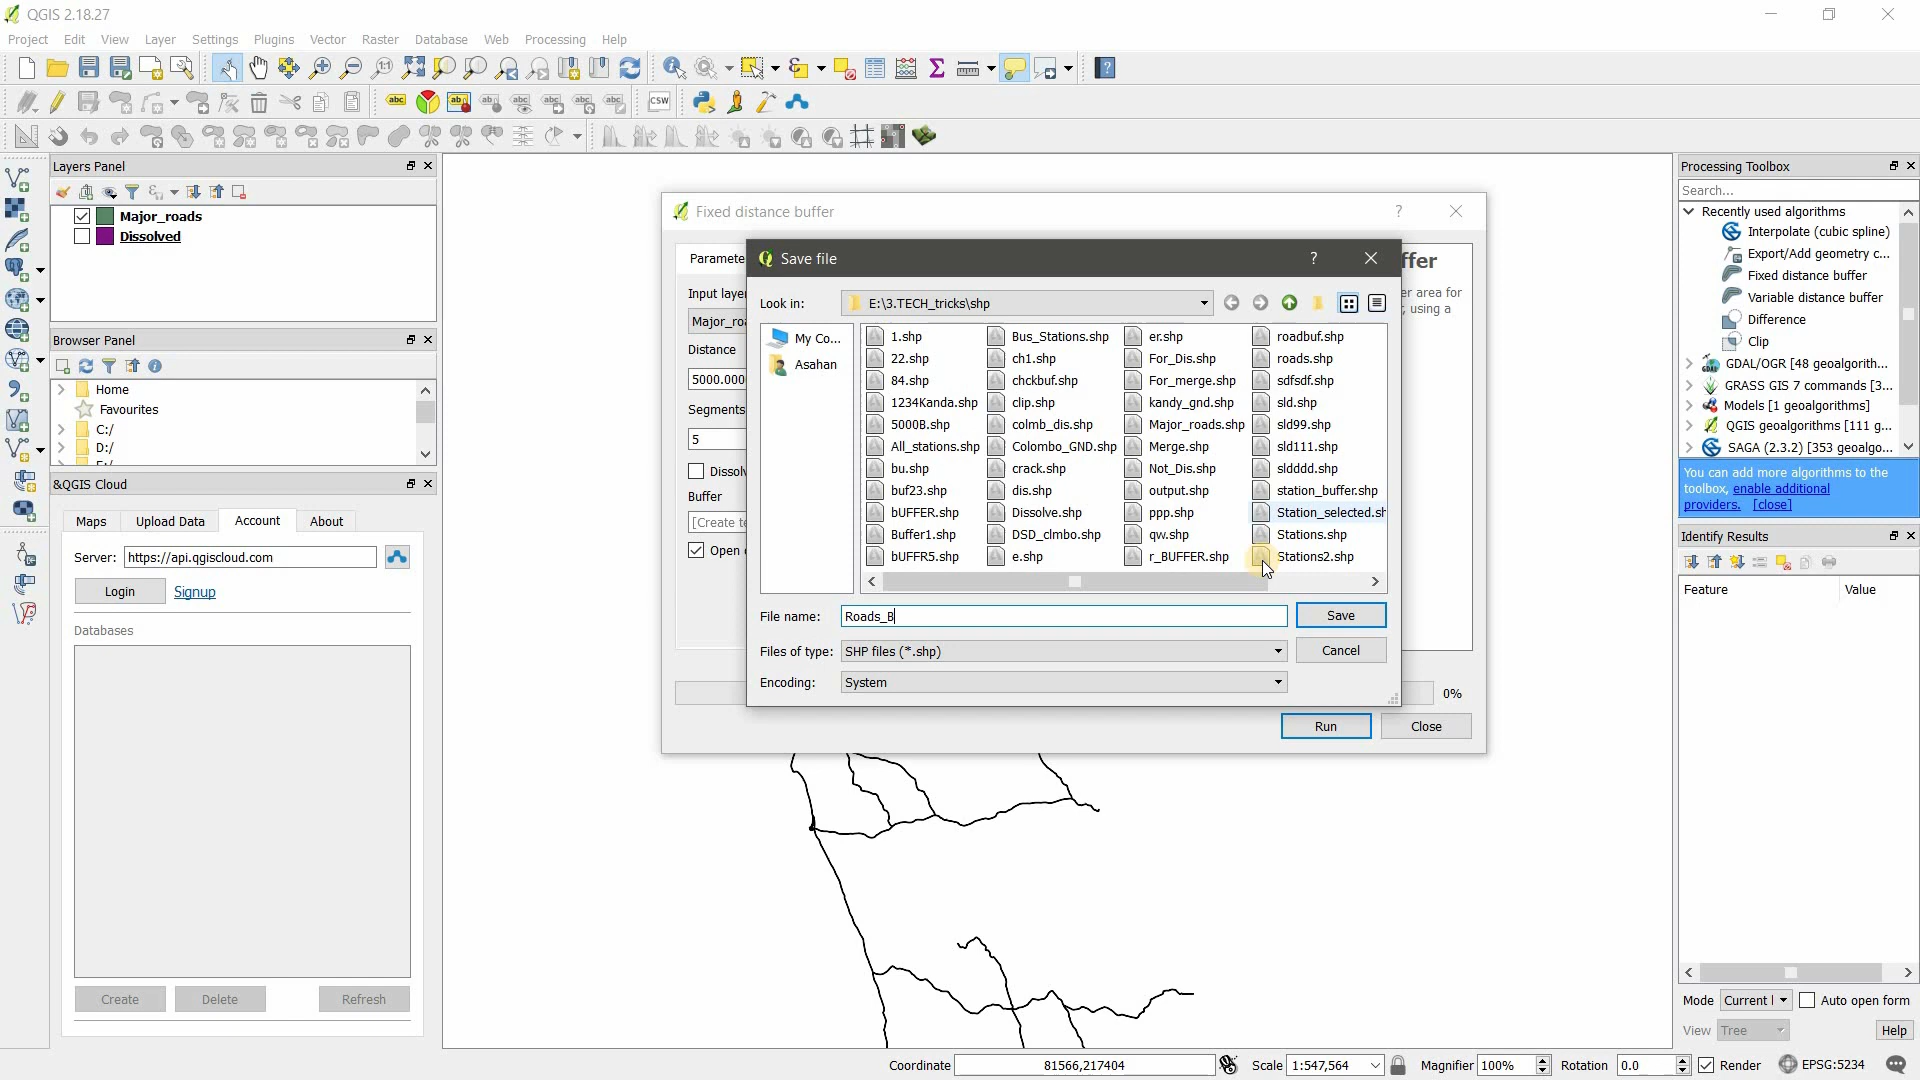 QGIS 2.18.27
Project Edit View Layer Settings Plugins Vector Raster Database Web Processing Help
Layers Panel
Major_roads
Dissolved
Browser Panel
Home
Favourites
C:/
D:/
&QGIS Cloud
Maps Upload Data Account About
Server: https://api.qgiscloud.com
Login Signup
Databases
Create Delete Refresh
Fixed distance buffer
Paramete
Input laye
Major_ro
Distance
5000.000
Segments
5
Dissolv
Buffer
[Create te
Open o
ffer
er area for
, using a
0%
Run Close
Save file
Look in: E:\3.TECH_tricks\shp
My Co...
Asahan
1.shp Bus_Stations.shp er.shp roadbuf.shp
22.shp ch1.shp For_Dis.shp roads.shp
84.shp chckbuf.shp For_merge.shp sdfsdf.shp
1234Kanda.shp clip.shp kandy_gnd.shp sld.shp
5000B.shp colmb_dis.shp Major_roads.shp sld99.shp
All_stations.shp Colombo_GND.shp Merge.shp sld111.shp
bu.shp crack.shp Not_Dis.shp sldddd.shp
buf23.shp dis.shp output.shp station_buffer.shp
bUFFER.shp Dissolve.shp ppp.shp Station_selected.sh
Buffer1.shp DSD_clmbo.shp qw.shp Stations.shp
bUFFR5.shp e.shp r_BUFFER.shp Stations2.shp
File name: Roads_B Save
Files of type: SHP files (*.shp) Cancel
Encoding: System
Processing Toolbox
Search...
Recently used algorithms
Interpolate (cubic spline)
Export/Add geometry c...
Fixed distance buffer
Variable distance buffer
Difference
Clip
GDAL/OGR [48 geoalgorith...
GRASS GIS 7 commands [3...
Models [1 geoalgorithms]
QGIS geoalgorithms [111 g...
SAGA (2.3.2) [353 geoalgo...
You can add more algorithms to the
toolbox, enable additional
providers. [close]
Identify Results
Feature Value
Mode Current l Auto open form
View Tree Help
Coordinate 81566,217404 Scale 1:547,564 Magnifier 100% Rotation 0.0 Render EPSG:5234